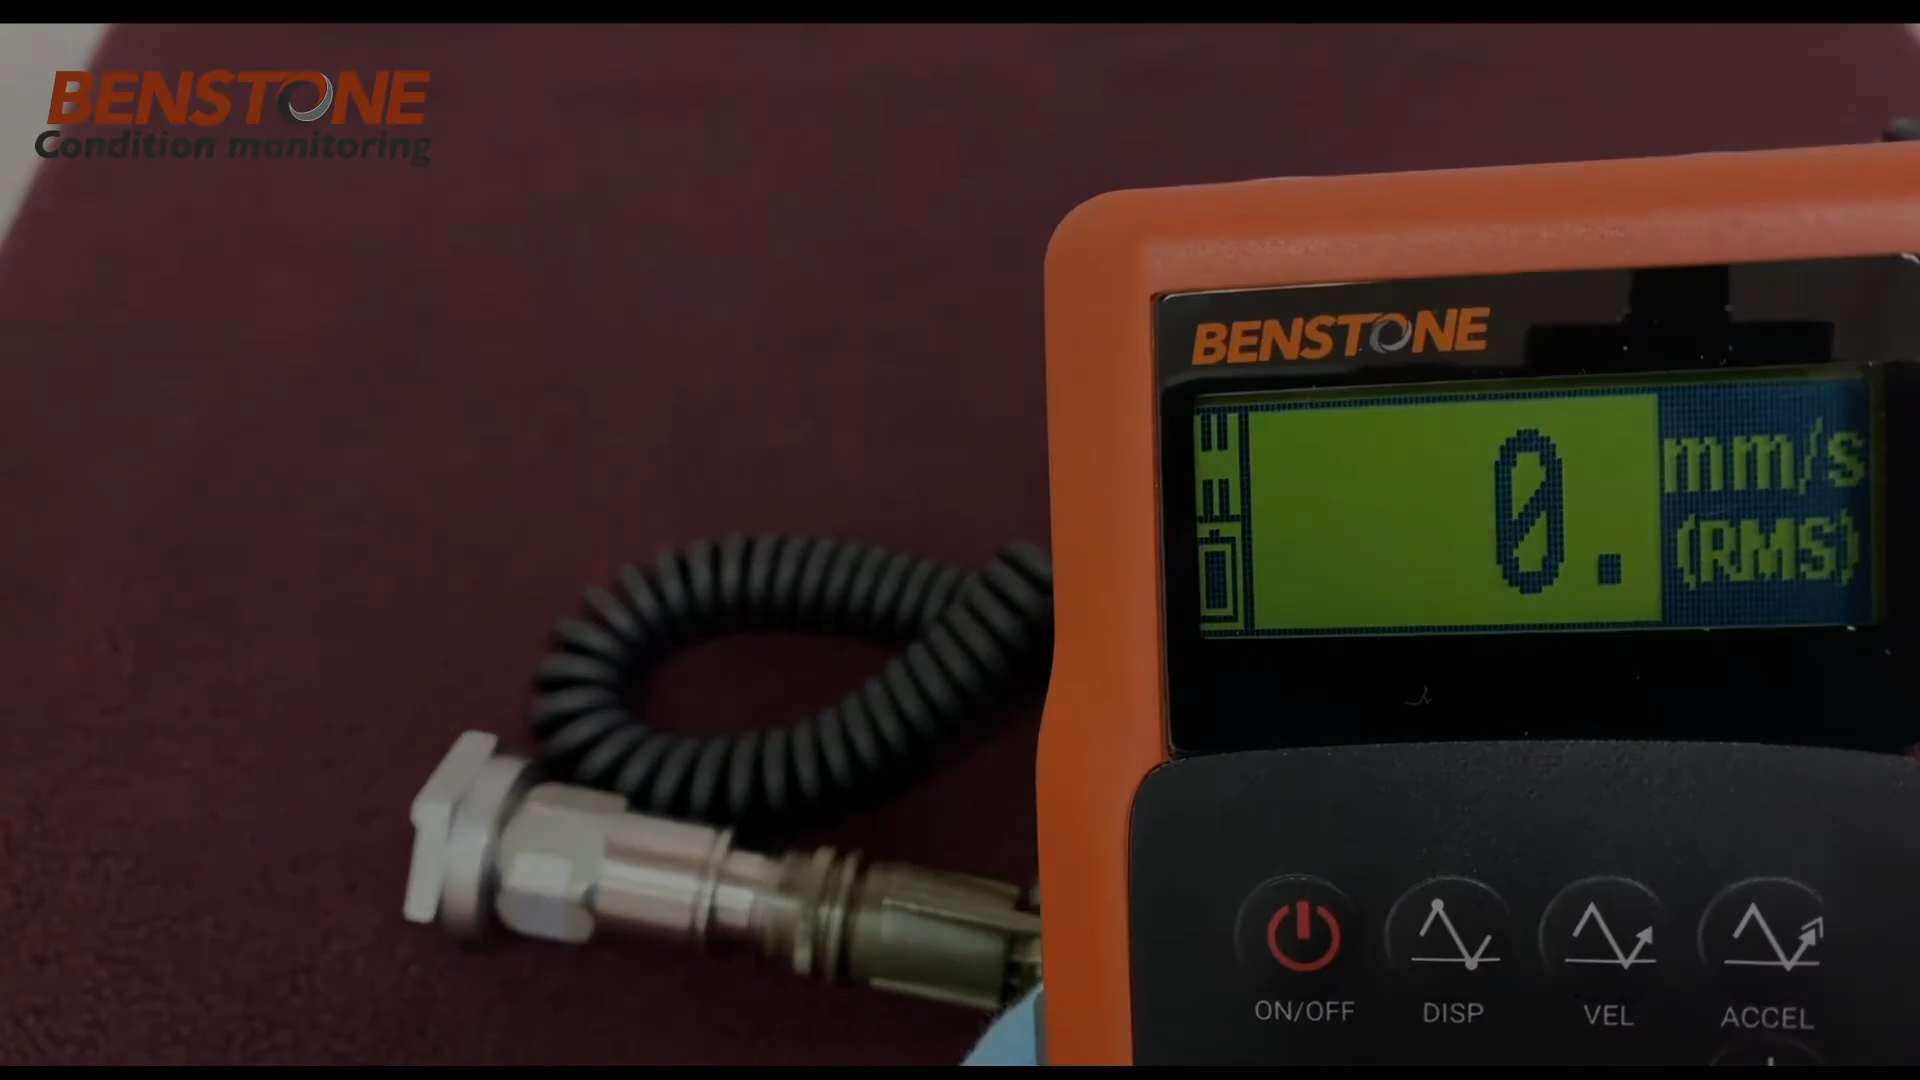 BENSTONE
Condition monitoring
BENSTONE
0.
mm/s
(RMS)
ON/OFF
DISP
VEL
ACCEL